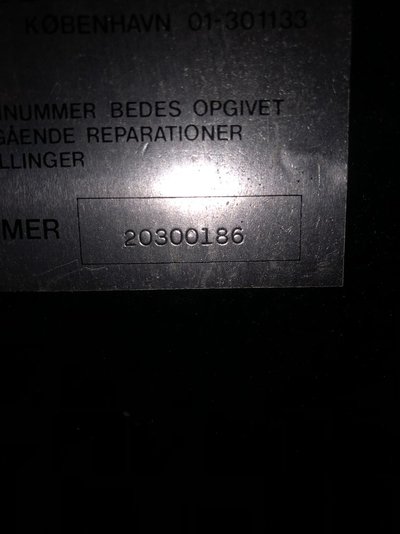 KØBENHAVN 01-301133
NUMMER BEDES OPGIVET
GÅENDE REPARATIONER
LLINGER
MER 20300186